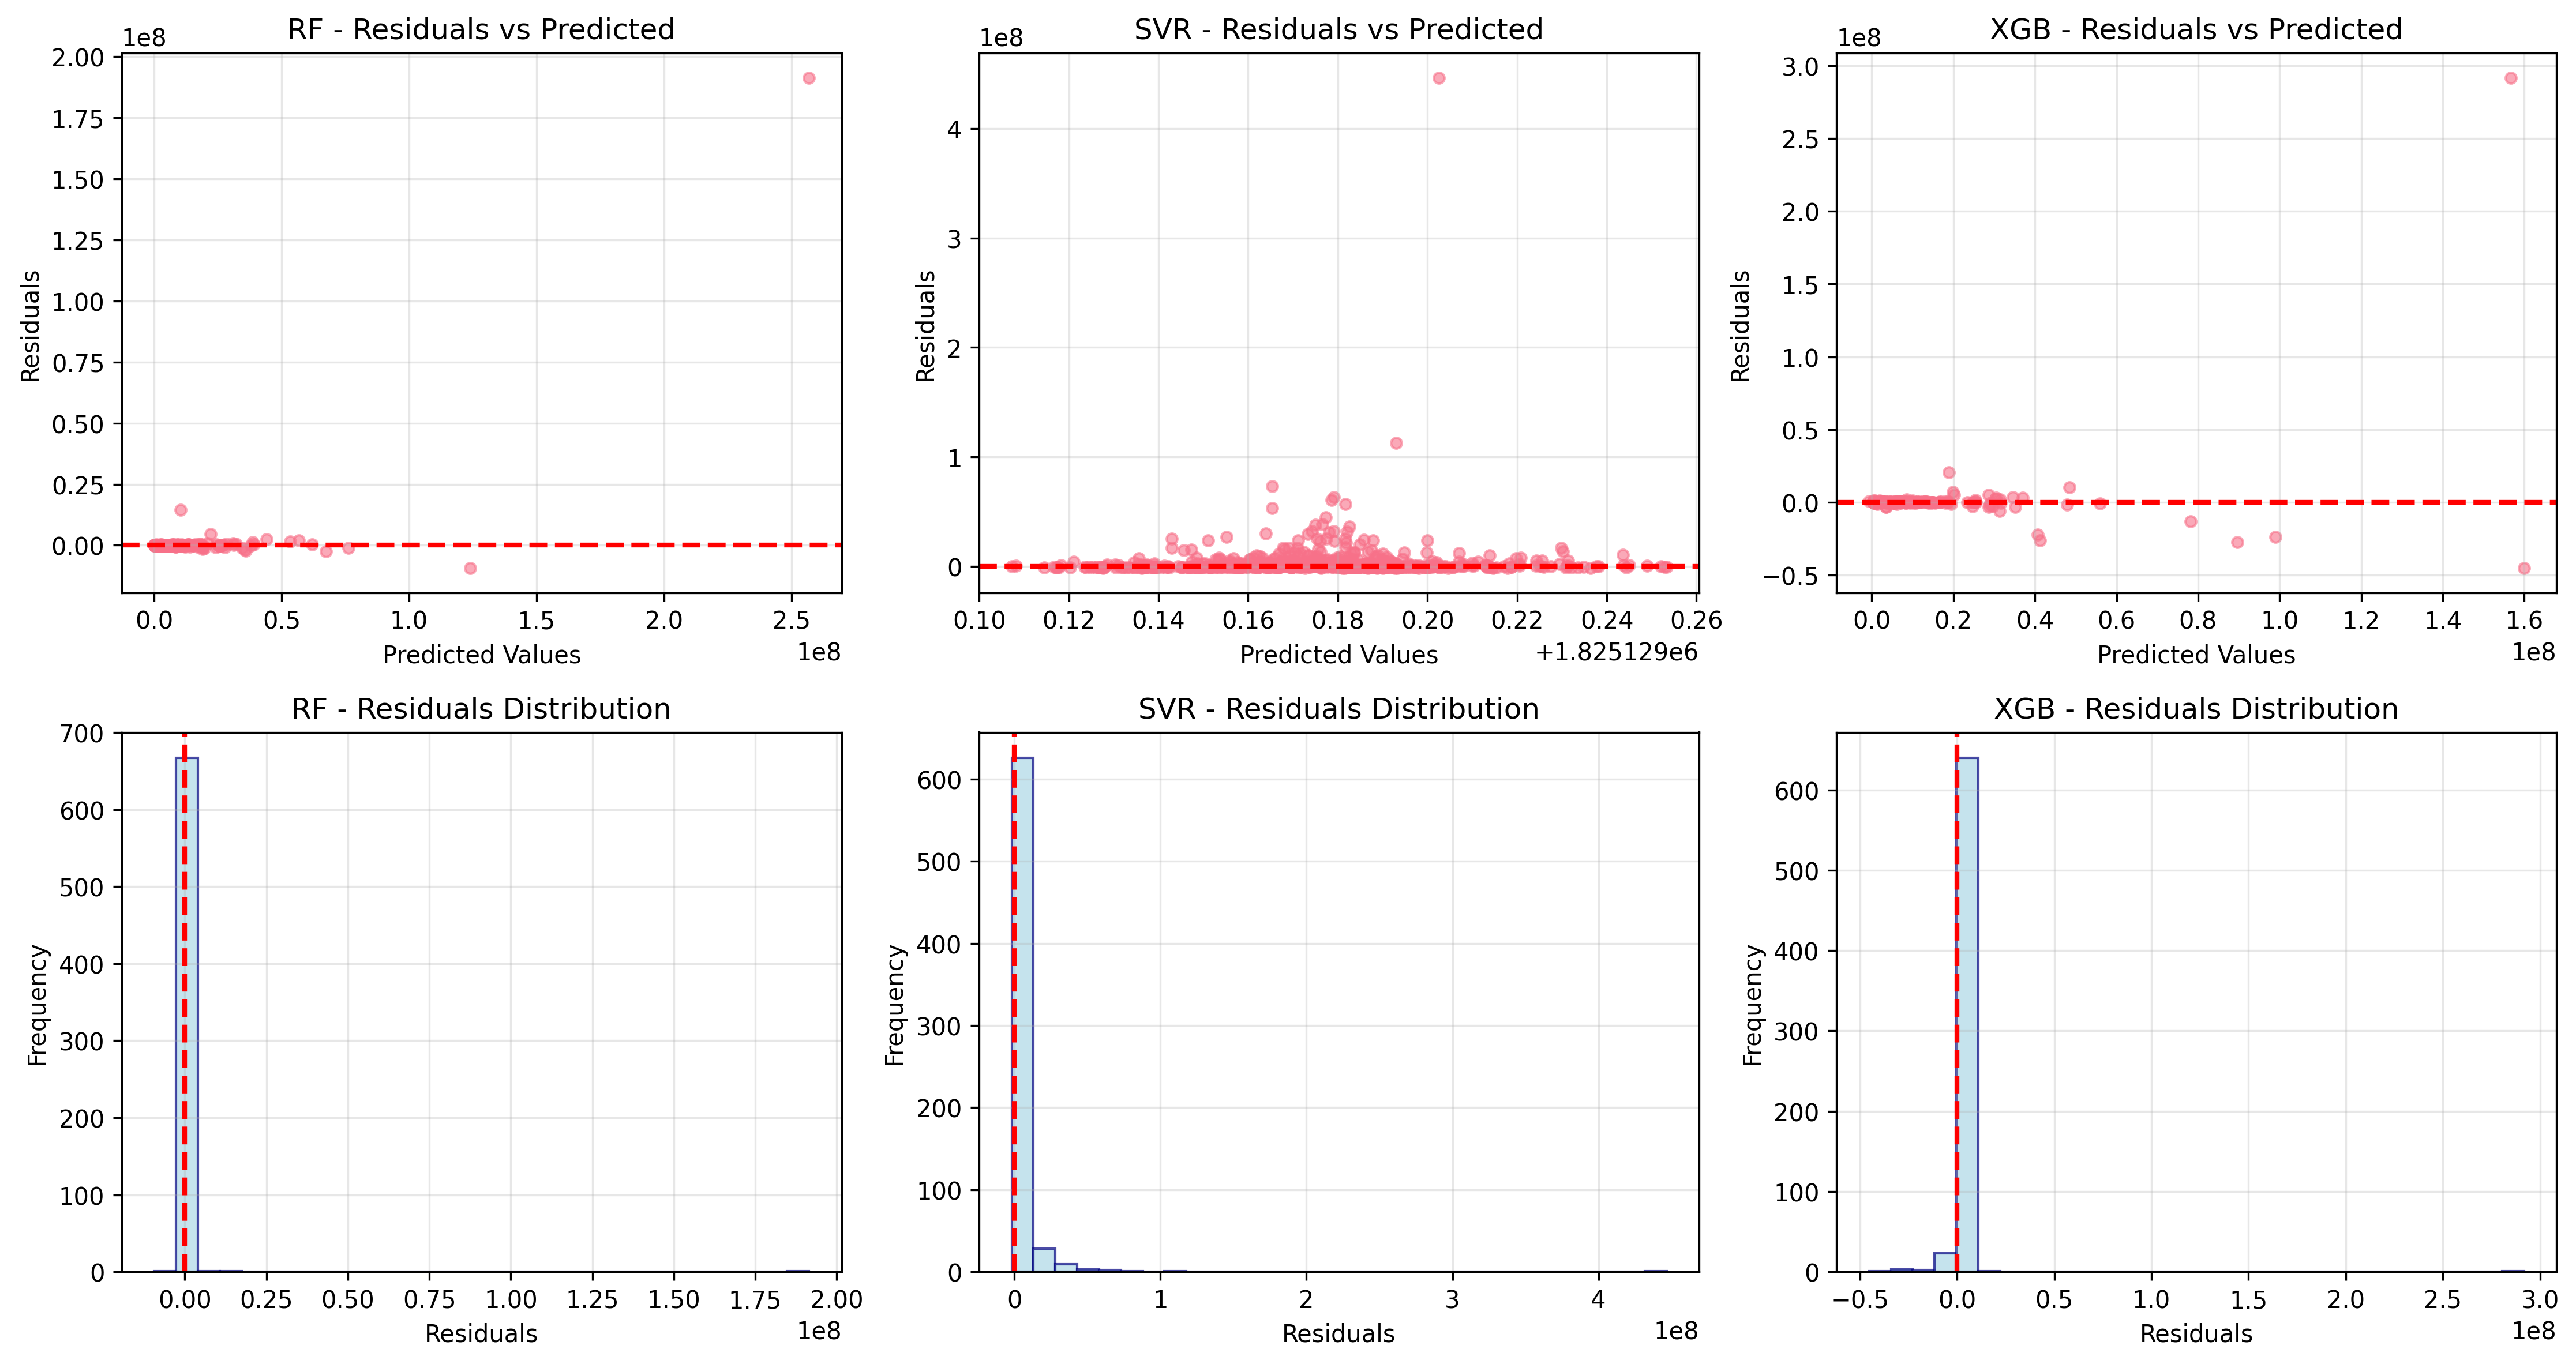 RF - Residuals vs Predicted
1e8
2.00
1.75
1.50
1.25
1.00
0.75
0.50
0.25
0.00
Residuals
0.0 0.5 1.0 1.5 2.0 2.5
Predicted Values
1e8
SVR - Residuals vs Predicted
1e8
4
3
2
1
0
Residuals
0.10 0.12 0.14 0.16 0.18 0.20 0.22 0.24 0.26
Predicted Values
+1.825129e6
XGB - Residuals vs Predicted
1e8
3.0
2.5
2.0
1.5
1.0
0.5
0.0
−0.5
Residuals
0.0 0.2 0.4 0.6 0.8 1.0 1.2 1.4 1.6
Predicted Values
1e8
RF - Residuals Distribution
700
600
500
400
300
200
100
0
Frequency
0.00 0.25 0.50 0.75 1.00 1.25 1.50 1.75 2.00
Residuals
1e8
SVR - Residuals Distribution
600
500
400
300
200
100
0
Frequency
0 1 2 3 4
Residuals
1e8
XGB - Residuals Distribution
600
500
400
300
200
100
0
Frequency
−0.5 0.0 0.5 1.0 1.5 2.0 2.5 3.0
Residuals
1e8